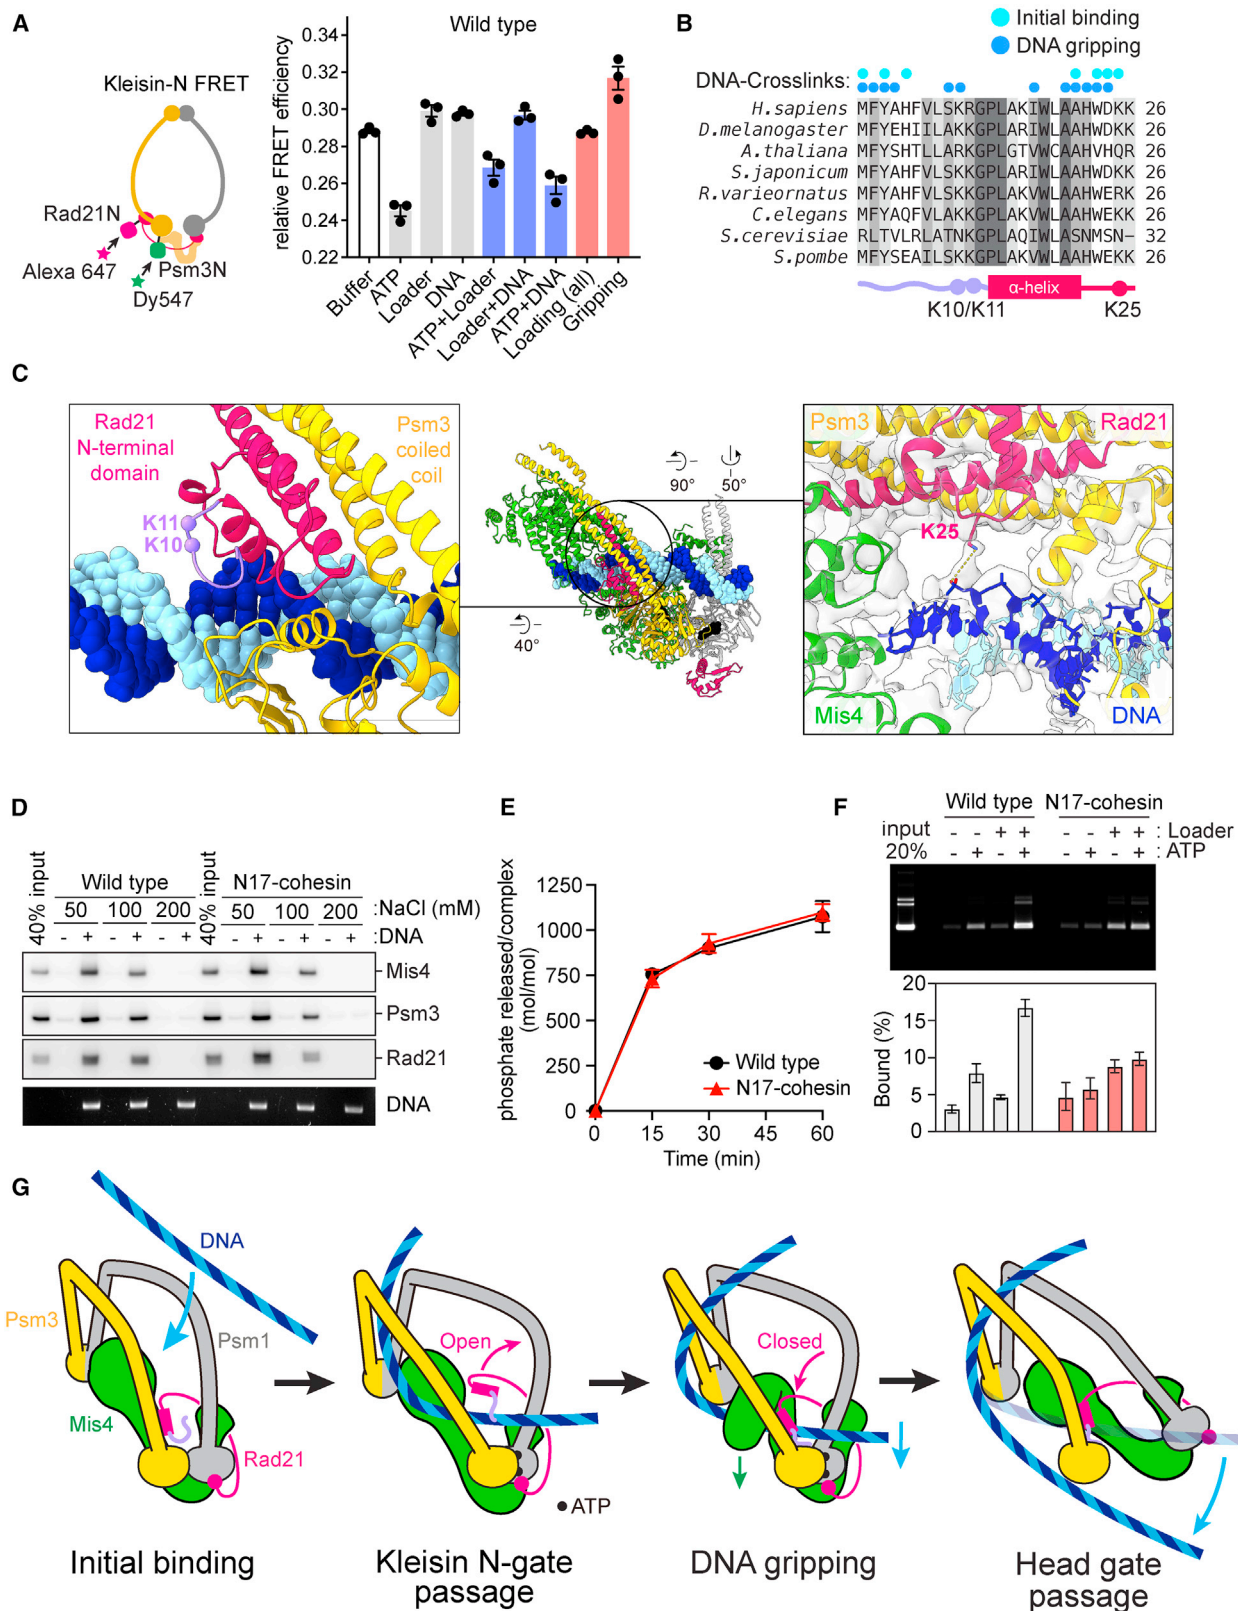 A
Kleisin-N FRET
Rad21N
Alexa 647
Psm3N
Dy547
Wild type
relative FRET efficiency
0.34
0.32
0.30
0.28
0.26
0.24
0.22
Buffer
ATP
Loader
DNA
ATP+Loader
Loader+DNA
ATP+DNA
Loading (all)
Gripping
B
Initial binding
DNA gripping
DNA-Crosslinks:
H.sapiens MFYAHFVLSKRGPLAKIWLAAHWDKK 26
D.melanogaster MFYEHIILAKKGPLARIWLAAHWDKK 26
A.thaliana MFYSHTLLARKGPLGTVWCAAHVHQR 26
S.japonicum MFYAHFVLSKRGPLARIWLAAHWDKK 26
R.varieornatus MFYAHFVLSKKGPLAKVWLAAHWERK 26
C.elegans MFYAQFVLAKKGPLAKVWLAAHWEKK 26
S.cerevisiae RLTVLRLATNKGPLAQIWLASNMSN– 32
S.pombe MFYSEAILSKKGPLAKVWLAAHWEKK 26
α-helix
K10/K11
K25
C
Rad21
N-terminal
domain
Psm3
coiled
coil
K11
K10
40°
90°
50°
Psm3
Rad21
K25
Mis4
DNA
D
40% input
Wild type
40% input
N17-cohesin
50 100 200 50 100 200 :NaCl (mM)
- + - + - + - + - + - + :DNA
Mis4
Psm3
Rad21
DNA
E
phosphate released/complex
(mol/mol)
1250
1000
750
500
250
0
Wild type
N17-cohesin
0 15 30 45 60
Time (min)
F
Wild type N17-cohesin
input
20%
- - + + - - + + : Loader
- + - + - + - + : ATP
Bound (%)
20
15
10
5
0
G
DNA
Psm3
Psm1
Mis4
Rad21
Open
ATP
Closed
Initial binding
Kleisin N-gate
passage
DNA gripping
Head gate
passage